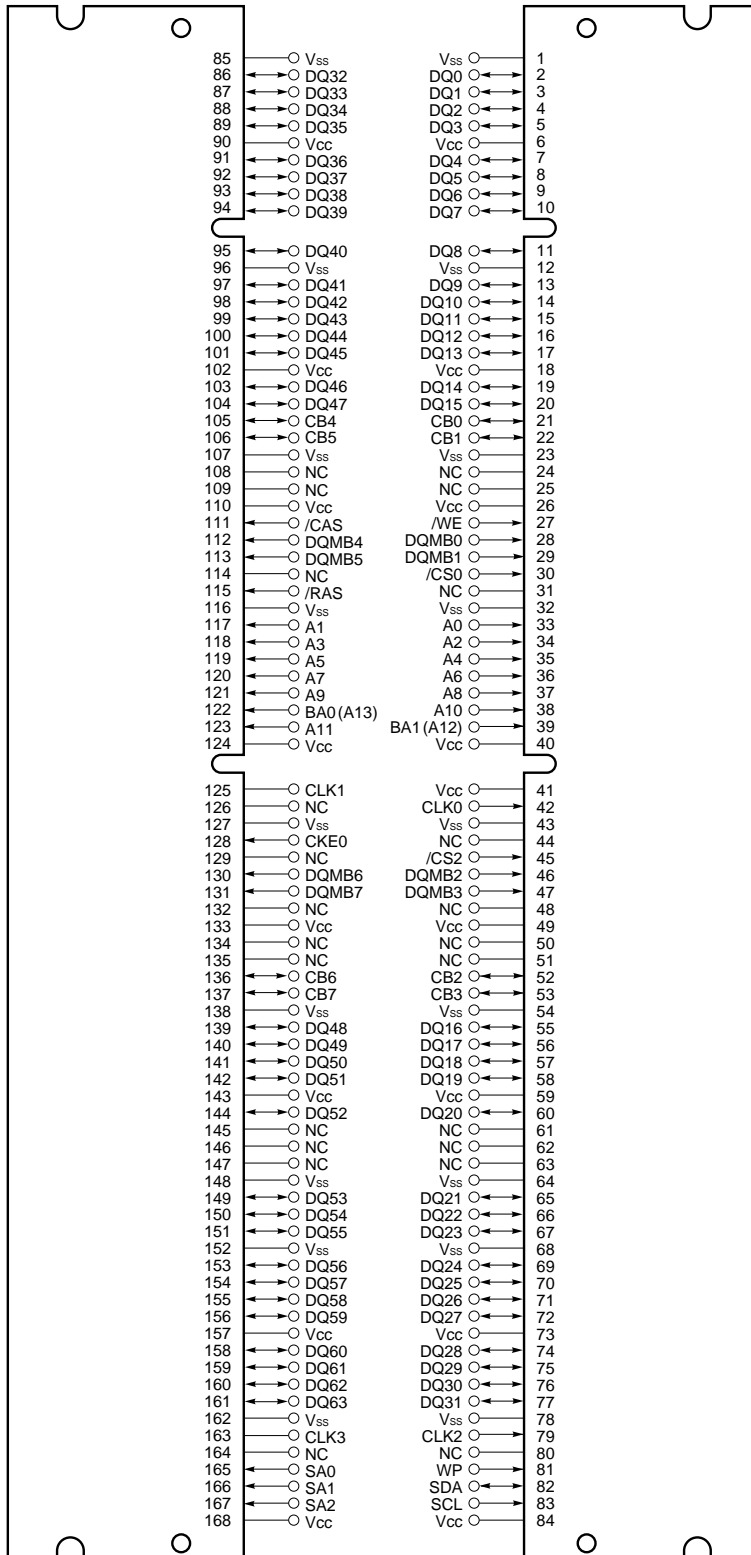 85 Vss Vss 1
86 DQ32 DQ0 2
87 DQ33 DQ1 3
88 DQ34 DQ2 4
89 DQ35 DQ3 5
90 Vcc Vcc 6
91 DQ36 DQ4 7
92 DQ37 DQ5 8
93 DQ38 DQ6 9
94 DQ39 DQ7 10
95 DQ40 DQ8 11
96 Vss Vss 12
97 DQ41 DQ9 13
98 DQ42 DQ10 14
99 DQ43 DQ11 15
100 DQ44 DQ12 16
101 DQ45 DQ13 17
102 Vcc Vcc 18
103 DQ46 DQ14 19
104 DQ47 DQ15 20
105 CB4 CB0 21
106 CB5 CB1 22
107 Vss Vss 23
108 NC NC 24
109 NC NC 25
110 Vcc Vcc 26
111 /CAS /WE 27
112 DQMB4 DQMB0 28
113 DQMB5 DQMB1 29
114 NC /CS0 30
115 /RAS NC 31
116 Vss Vss 32
117 A1 A0 33
118 A3 A2 34
119 A5 A4 35
120 A7 A6 36
121 A9 A8 37
122 BA0 (A13) A10 38
123 A11 BA1 (A12) 39
124 Vcc Vcc 40
125 CLK1 Vcc 41
126 NC CLK0 42
127 Vss Vss 43
128 CKE0 NC 44
129 NC /CS2 45
130 DQMB6 DQMB2 46
131 DQMB7 DQMB3 47
132 NC NC 48
133 Vcc Vcc 49
134 NC NC 50
135 NC NC 51
136 CB6 CB2 52
137 CB7 CB3 53
138 Vss Vss 54
139 DQ48 DQ16 55
140 DQ49 DQ17 56
141 DQ50 DQ18 57
142 DQ51 DQ19 58
143 Vcc Vcc 59
144 DQ52 DQ20 60
145 NC NC 61
146 NC NC 62
147 NC NC 63
148 Vss Vss 64
149 DQ53 DQ21 65
150 DQ54 DQ22 66
151 DQ55 DQ23 67
152 Vss Vss 68
153 DQ56 DQ24 69
154 DQ57 DQ25 70
155 DQ58 DQ26 71
156 DQ59 DQ27 72
157 Vcc Vcc 73
158 DQ60 DQ28 74
159 DQ61 DQ29 75
160 DQ62 DQ30 76
161 DQ63 DQ31 77
162 Vss Vss 78
163 CLK3 CLK2 79
164 NC NC 80
165 SA0 WP 81
166 SA1 SDA 82
167 SA2 SCL 83
168 Vcc Vcc 84